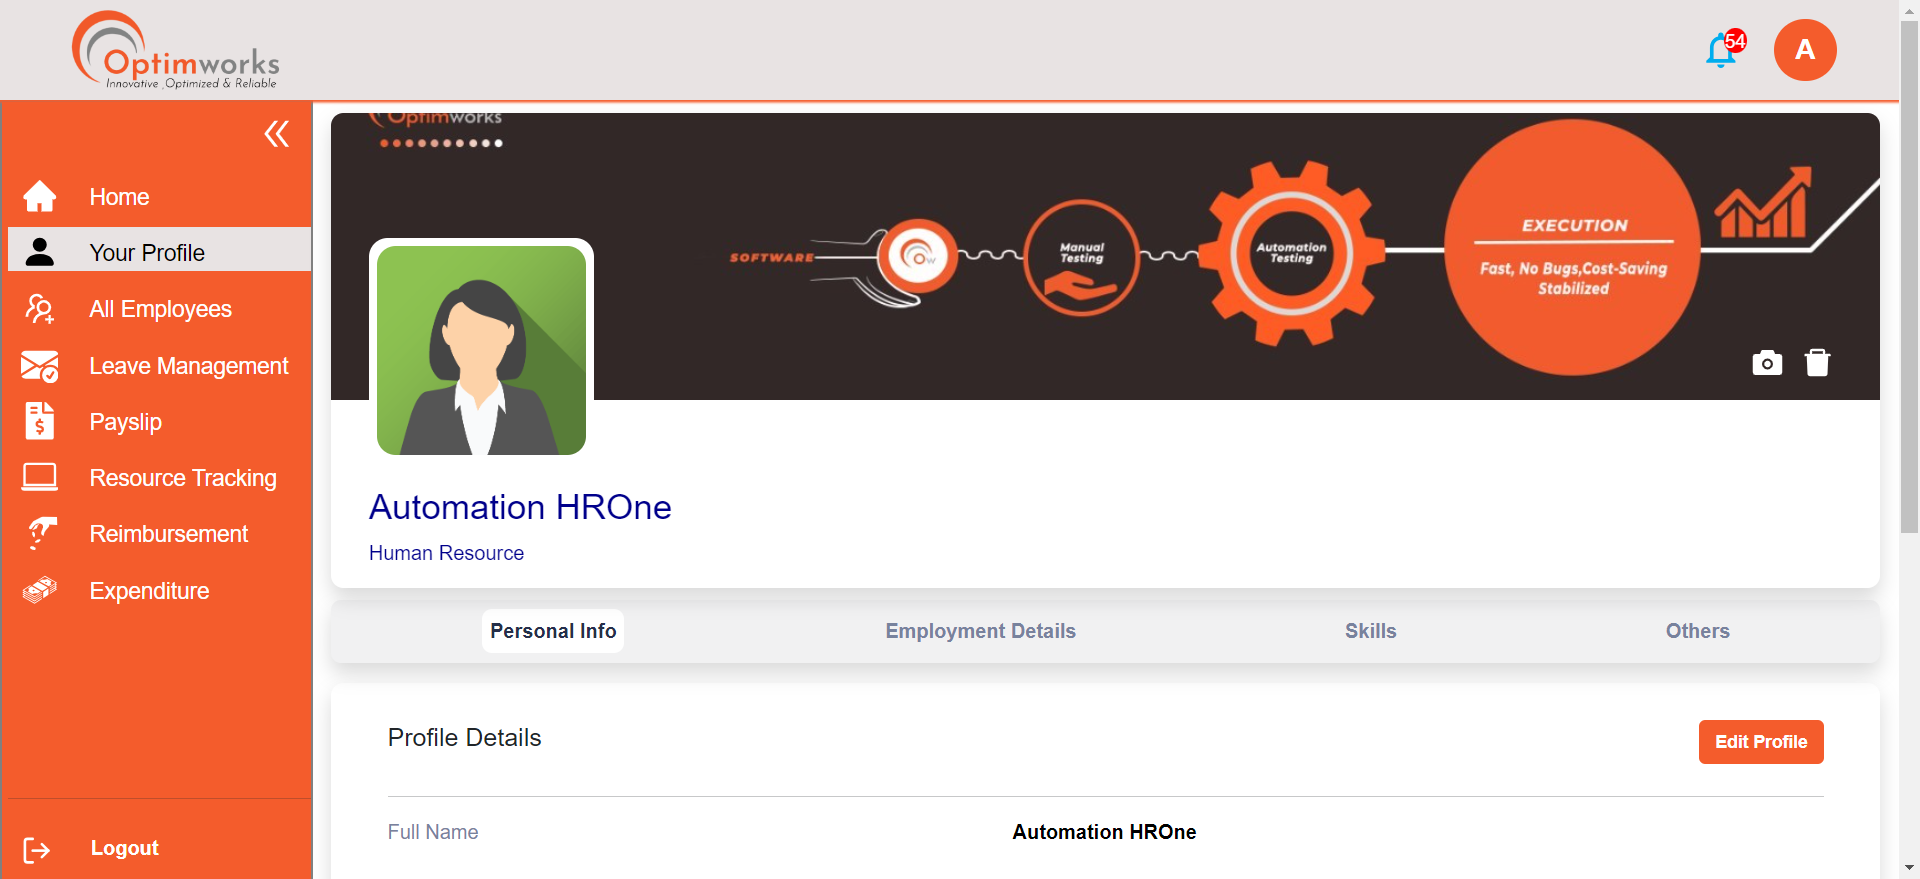 Optimworks
Innovative ,Optimized & Reliable
54
A
Home
Your Profile
All Employees
Leave Management
Payslip
Resource Tracking
Reimbursement
Expenditure
Logout
Optimworks
SOFTWARE
OW
Manual
Testing
Automation
Testing
EXECUTION
Fast, No Bugs,Cost-Saving
Stabilized
Automation HROne
Human Resource
Personal Info
Employment Details
Skills
Others
Profile Details
Edit Profile
Full Name
Automation HROne